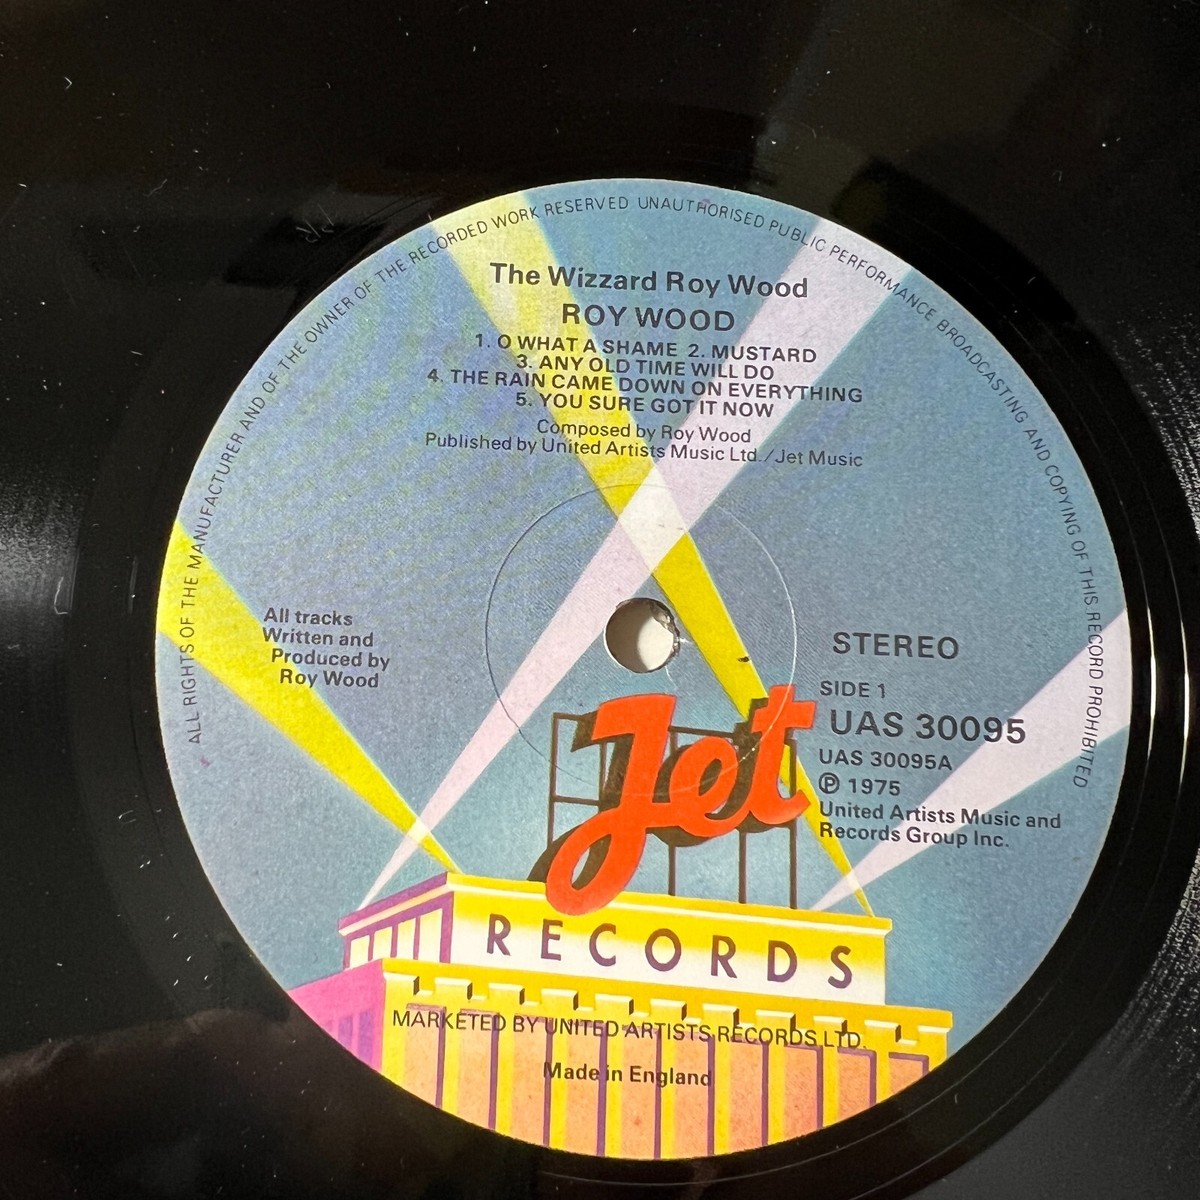 ALL RIGHTS OF THE MANUFACTURER AND OF THE OWNER OF THE RECORDED WORK RESERVED UNAUTHORISED PUBLIC PERFORMANCE BROADCASTING AND COPYING OF THIS RECORD PROHIBITED
The Wizzard Roy Wood
ROY WOOD
1. O WHAT A SHAME 2. MUSTARD
3. ANY OLD TIME WILL DO
4. THE RAIN CAME DOWN ON EVERYTHING
5. YOU SURE GOT IT NOW
Composed by Roy Wood
Published by United Artists Music Ltd./Jet Music
All tracks
Written and
Produced by
Roy Wood
STEREO
SIDE 1
UAS 30095
UAS 30095A
℗ 1975
United Artists Music and
Records Group Inc.
Jet
RECORDS
MARKETED BY UNITED ARTISTS RECORDS LTD.
Made in England